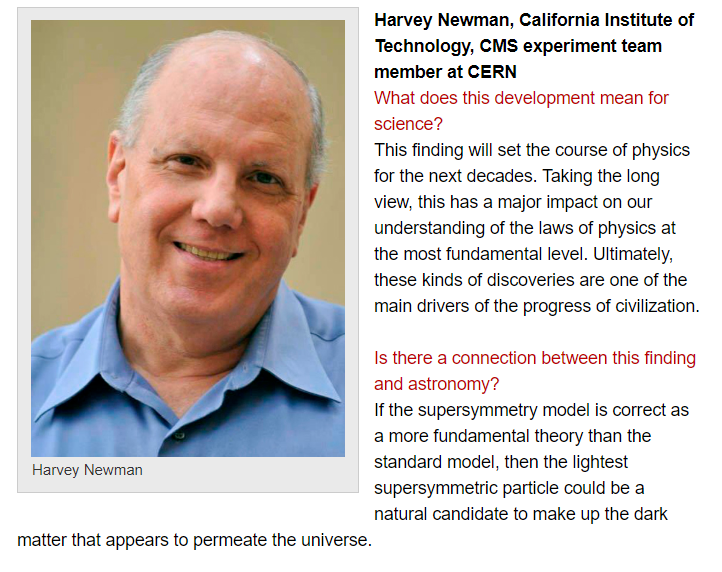 Harvey Newman, California Institute of
Technology, CMS experiment team
member at CERN
What does this development mean for
science?
This finding will set the course of physics
for the next decades. Taking the long
view, this has a major impact on our
understanding of the laws of physics at
the most fundamental level. Ultimately,
these kinds of discoveries are one of the
main drivers of the progress of civilization.
Is there a connection between this finding
and astronomy?
If the supersymmetry model is correct as
a more fundamental theory than the
standard model, then the lightest
supersymmetric particle could be a
natural candidate to make up the dark
matter that appears to permeate the universe.
Harvey Newman